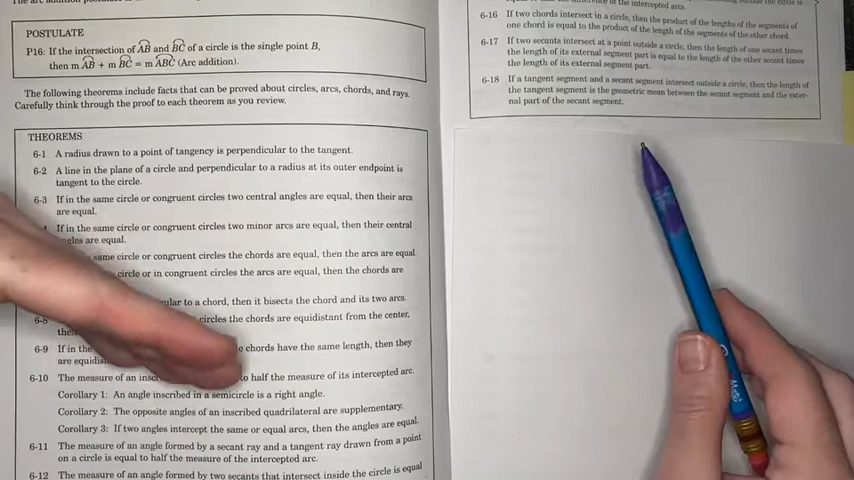 POSTULATE
P16: If the intersection of AB and BC of a circle is the single point B,
then m AB + m BC = m ABC (Arc addition).
The following theorems include facts that can be proved about circles, arcs, chords, and rays.
Carefully think through the proof to each theorem as you review.
THEOREMS
6-1 A radius drawn to a point of tangency is perpendicular to the tangent.
6-2 A line in the plane of a circle and perpendicular to a radius at its outer endpoint is
tangent to the circle.
6-3 If in the same circle or congruent circles two central angles are equal, then their arcs
are equal.
If in the same circle or congruent circles two minor arcs are equal, then their central
angles are equal.
same circle or congruent circles the chords are equal, then the arcs are equal.
circle or in congruent circles the arcs are equal, then the chords are
to a chord, then it bisects the chord and its two arcs.
6-8 circles the chords are equidistant from the center,
6-9 If in the chords have the same length, then they
are
6-10 The measure of an to half the measure of its intercepted arc.
Corollary 1: An angle inscribed in a semicircle is a right angle.
Corollary 2: The opposite angles of an inscribed quadrilateral are supplementary.
Corollary 3: If two angles intercept the same or equal arcs, then the angles are equal.
6-11 The measure of an angle formed by a secant ray and a tangent ray drawn from a point
on a circle is equal to half the measure of the intercepted arc.
6-12 The measure of an angle formed by two secants that intersect inside the circle is equal
of the intercepted arcs.
6-16 If two chords intersect in a circle, then the product of the lengths of the segments of
one chord is equal to the product of the length of the segments of the other chord.
6-17 If two secants intersect at a point outside a circle, then the length of one secant times
the length of its external segment part is equal to the length of the other secant times
the length of its external segment part.
6-18 If a tangent segment and a secant segment intersect outside a circle, then the length of
the tangent segment is the geometric mean between the secant segment and the exter-
nal part of the secant segment.